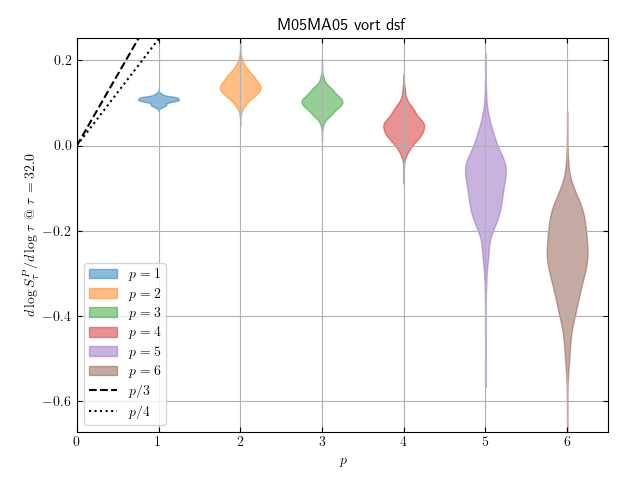 M05MA05 vort dsf
d log S_τ^P / d log τ @ τ = 32.0
0.2
0.0
−0.2
−0.4
−0.6
p = 1
p = 2
p = 3
p = 4
p = 5
p = 6
p/3
p/4
0 1 2 3 4 5 6
p